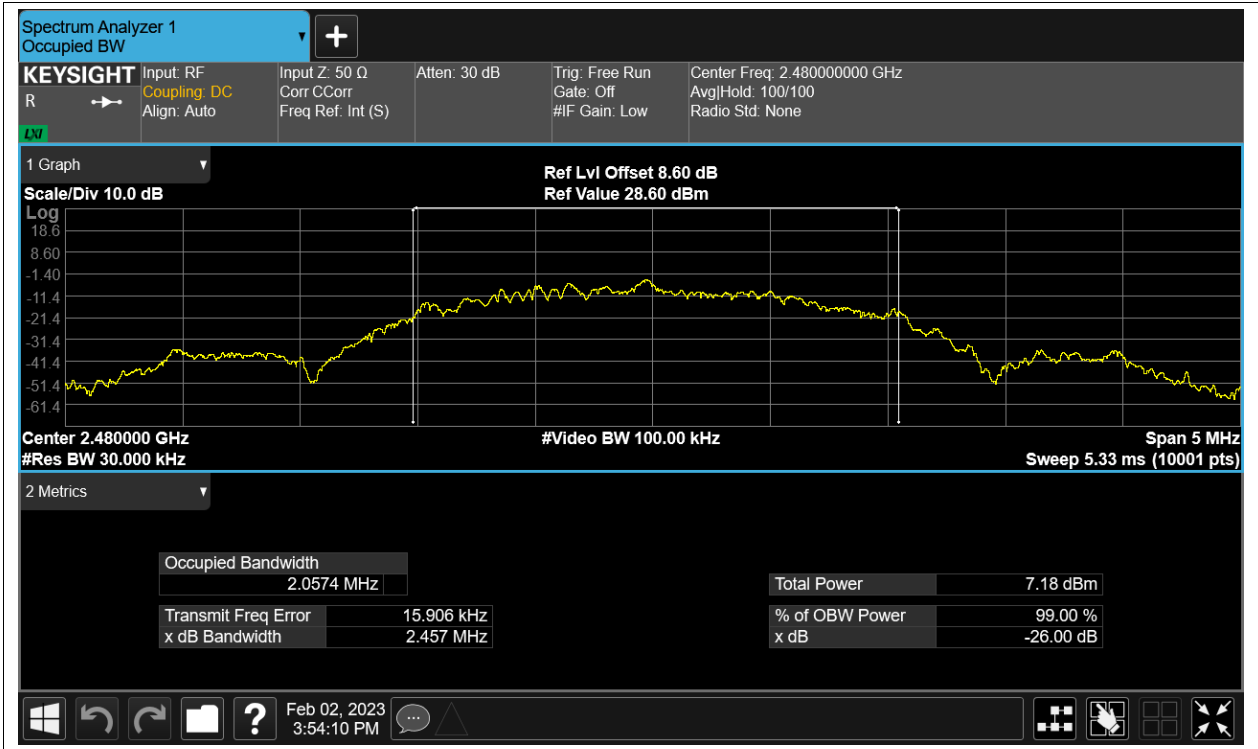 Spectrum Analyzer 1
Occupied BW
KEYSIGHT
R
LXI
Input: RF
Coupling: DC
Align: Auto
Input Z: 50 Ω
Corr CCorr
Freq Ref: Int (S)
Atten: 30 dB
Trig: Free Run
Gate: Off
#IF Gain: Low
Center Freq: 2.480000000 GHz
Avg|Hold: 100/100
Radio Std: None
1 Graph
Scale/Div 10.0 dB
Ref Lvl Offset 8.60 dB
Ref Value 28.60 dBm
Log
18.6
8.60
-1.40
-11.4
-21.4
-31.4
-41.4
-51.4
-61.4
Center 2.480000 GHz
#Video BW 100.00 kHz
Span 5 MHz
#Res BW 30.000 kHz
Sweep 5.33 ms (10001 pts)
2 Metrics
Occupied Bandwidth
2.0574 MHz
Total Power 7.18 dBm
Transmit Freq Error 15.906 kHz
% of OBW Power 99.00 %
x dB Bandwidth 2.457 MHz
x dB -26.00 dB
?
Feb 02, 2023
3:54:10 PM